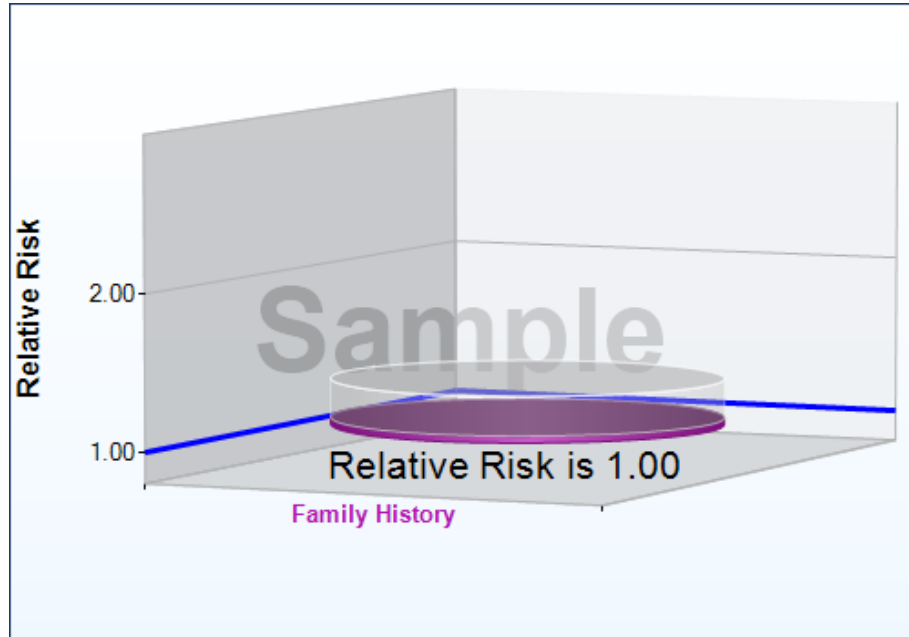 Relative Risk
2.00
Sample
1.00
Relative Risk is 1.00
Family History